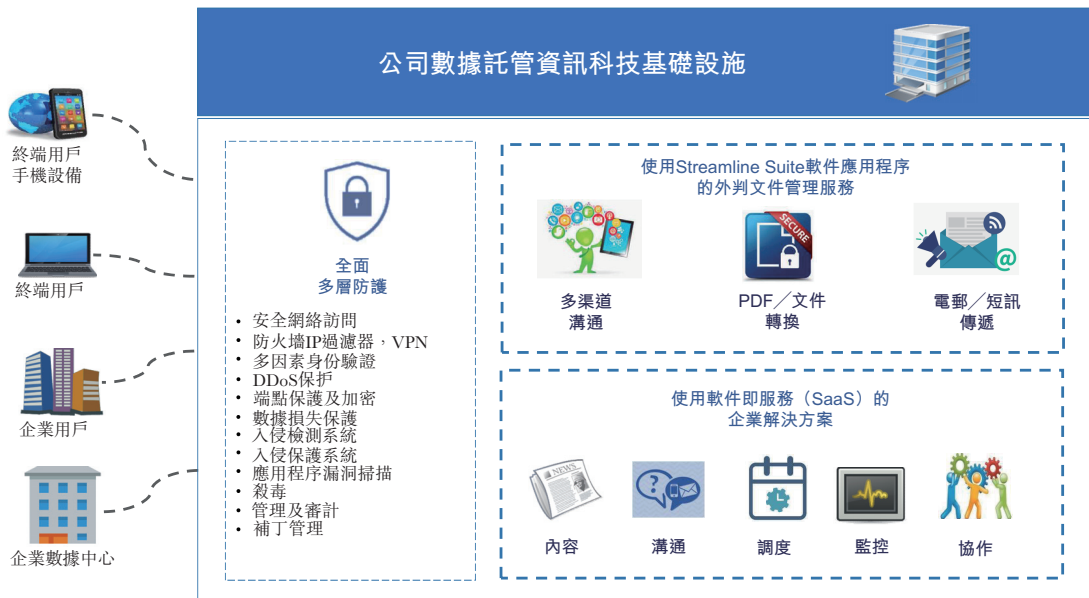 公司數據託管資訊科技基礎設施
終端用戶
手機設備
終端用戶
企業用戶
企業數據中心
全面
多層防護
• 安全網絡訪問
• 防火墻IP過濾器，VPN
• 多因素身份驗證
• DDoS保护
• 端點保護及加密
• 數據損失保護
• 入侵檢測系統
• 入侵保護系統
• 應用程序漏洞掃描
• 殺毒
• 管理及審計
• 補丁管理
使用Streamline Suite軟件應用程序
的外判文件管理服務
多渠道
溝通
SECURE
PDF／文件
轉換
@
電郵／短訊
傳遞
使用軟件即服務（SaaS）的
企業解決方案
NEWS
?
內容
溝通
調度
監控
協作